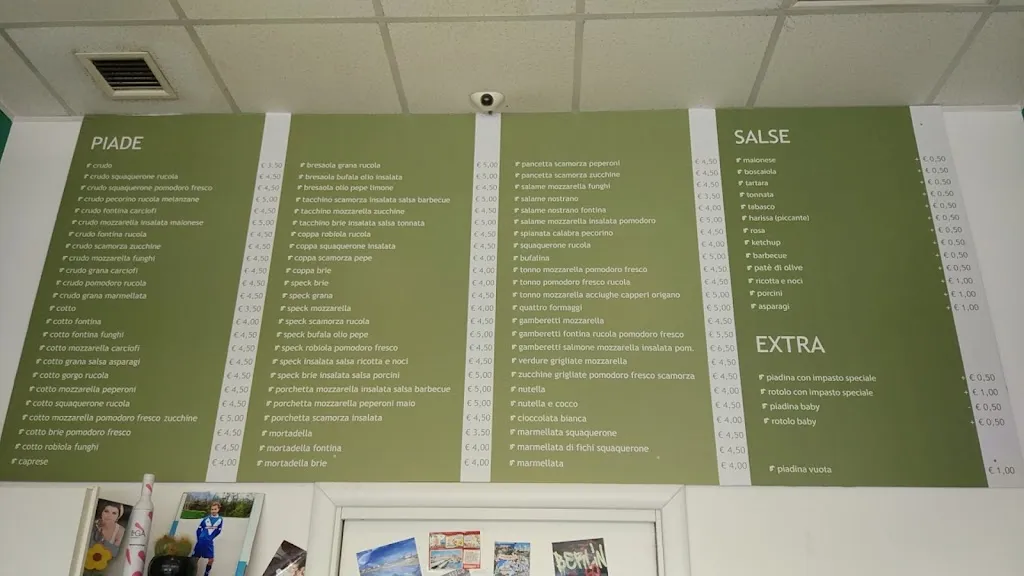 PIADE
crudo € 3,50
crudo squaquerone rucola € 4,50
crudo squaquerone pomodoro fresco € 4,50
crudo pecorino rucola melanzane € 5,00
crudo fontina carciofi € 4,50
crudo mozzarella insalata maionese € 5,00
crudo fontina rucola € 4,50
crudo scamorza zucchine € 4,50
crudo mozzarella funghi € 4,50
crudo grana carciofi € 4,50
crudo pomodoro rucola € 4,50
crudo grana marmellata € 4,50
cotto € 3,50
cotto fontina € 4,00
cotto fontina funghi € 4,50
cotto mozzarella carciofi € 4,50
cotto grana salsa asparagi € 4,50
cotto gorgo rucola € 4,50
cotto mozzarella peperoni € 4,50
cotto squaquerone rucola € 4,50
cotto mozzarella pomodoro fresco zucchine € 5,00
cotto brie pomodoro fresco € 4,50
cotto robiola funghi € 4,50
caprese € 4,00
bresaola grana rucola € 5,00
bresaola bufala olio insalata € 5,00
bresaola olio pepe limone
tacchino scamorza insalata salsa barbecue € 5,00
tacchino mozzarella zucchine € 4,50
tacchino brie insalata salsa tonnata € 5,00
coppa robiola rucola € 4,50
coppa squaquerone insalata € 4,50
coppa scamorza pepe
coppa brie € 4,00
speck brie € 4,00
speck grana € 4,00
speck mozzarella € 4,00
speck scamorza rucola € 4,50
speck bufala olio pepe € 5,00
speck robiola pomodoro fresco € 4,50
speck insalata salsa ricotta e noci € 5,00
speck brie insalata salsa porcini € 5,00
porchetta mozzarella insalata salsa barbecue € 5,00
porchetta mozzarella peperoni maio € 5,00
porchetta scamorza insalata € 4,50
mortadella € 3,50
mortadella fontina
mortadella brie € 4,00
pancetta scamorza peperoni € 4,50
pancetta scamorza zucchine € 4,50
salame mozzarella funghi € 4,50
salame nostrano € 3,50
salame nostrano fontina € 4,00
salame mozzarella insalata pomodoro € 4,50
spianata calabra pecorino
squaquerone rucola € 4,00
bufalina € 5,00
tonno mozzarella pomodoro fresco € 4,50
tonno pomodoro fresco rucola € 4,50
tonno mozzarella acciughe capperi origano € 5,00
quattro formaggi € 5,00
gamberetti mozzarella € 4,50
gamberetti fontina rucola pomodoro fresco € 5,50
gamberetti salmone mozzarella insalata pom. € 6,50
verdure grigliate mozzarella € 4,50
zucchine grigliate pomodoro fresco scamorza € 5,00
nutella € 4,00
nutella e cocco € 4,50
cioccolata bianca € 4,00
marmellata squaquerone € 4,50
marmellata di fichi squaquerone € 4,50
marmellata € 4,00
SALSE
maionese + € 0,50
boscaiola + € 0,50
tartara + € 0,50
tonnata + € 0,50
tabasco + € 0,50
harissa (piccante) + € 0,50
rosa + € 0,50
ketchup + € 0,50
barbecue + € 0,50
patè di olive + € 0,50
ricotta e noci + € 1,00
porcini + € 1,00
asparagi + € 1,00
EXTRA
piadina con impasto speciale + € 0,50
rotolo con impasto speciale + € 1,00
piadina baby - € 0,50
rotolo baby - € 0,50
piadina vuota € 1,00
BERLIN